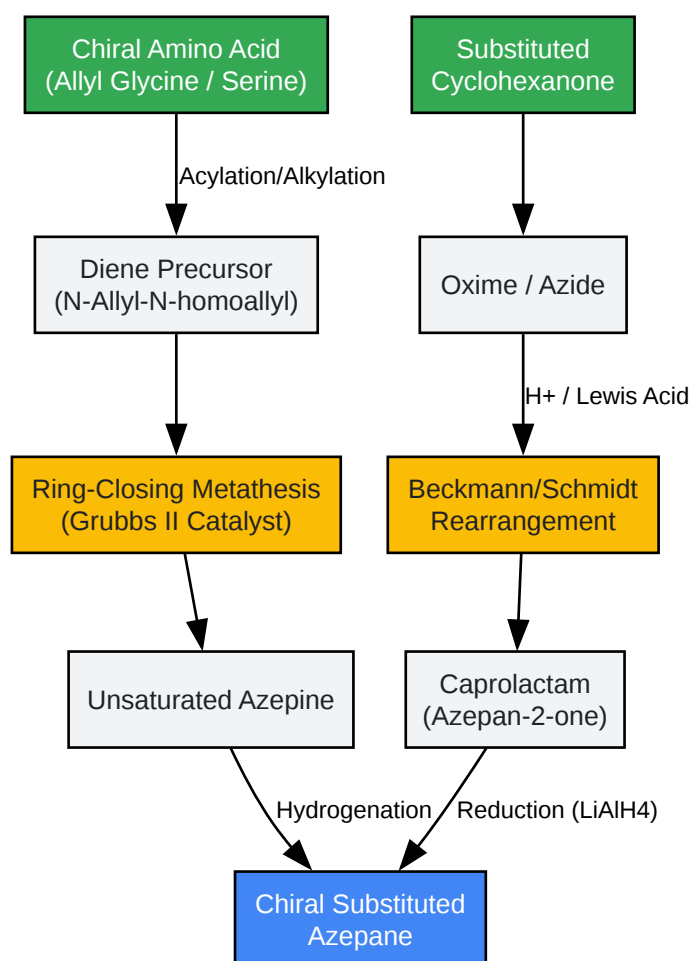 Chiral Amino Acid
(Allyl Glycine / Serine)
Substituted
Cyclohexanone
Acylation/Alkylation
Diene Precursor
(N-Allyl-N-homoallyl)
Oxime / Azide
H+ / Lewis Acid
Ring-Closing Metathesis
(Grubbs II Catalyst)
Beckmann/Schmidt
Rearrangement
Unsaturated Azepine
Caprolactam
(Azepan-2-one)
Hydrogenation
Reduction (LiAlH4)
Chiral Substituted
Azepane